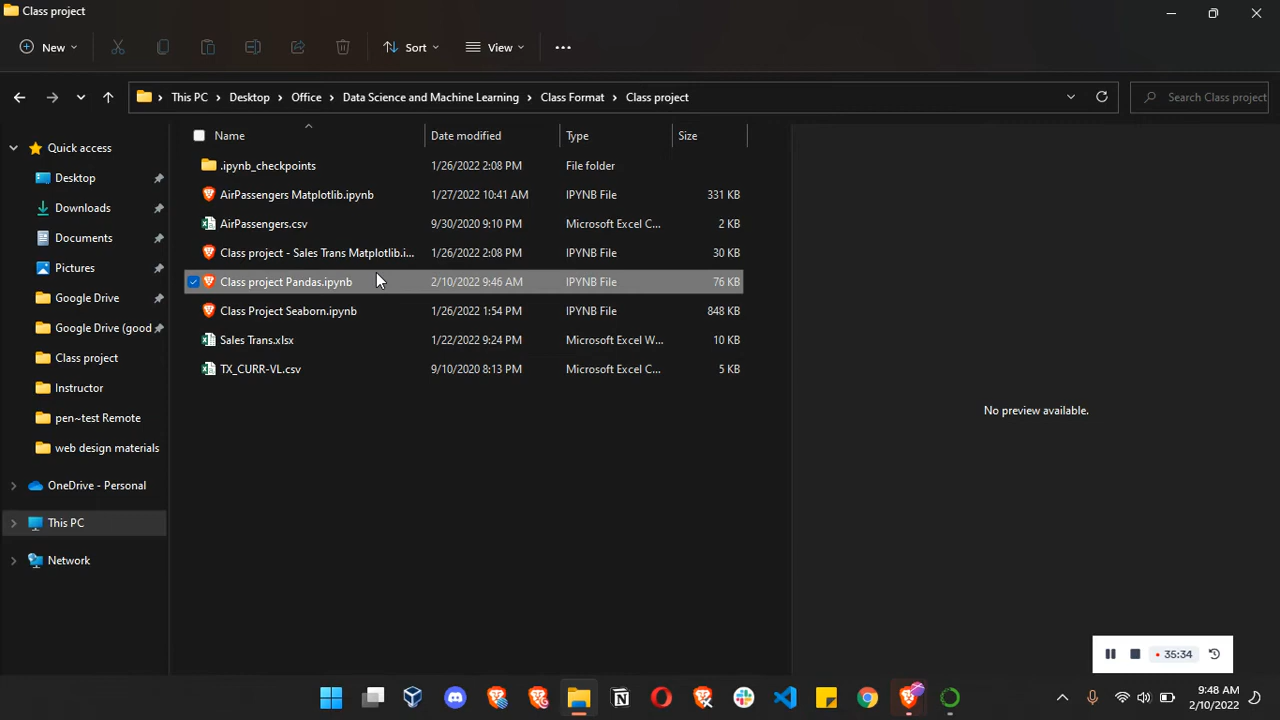 Class project
New Sort View
This PC Desktop Office Data Science and Machine Learning Class Format Class project Search Class project
Name Date modified Type Size
Quick access
Desktop
Downloads
Documents
Pictures
Google Drive
Google Drive (good
Class project
Instructor
pen~test Remote
web design materials
OneDrive - Personal
This PC
Network
.ipynb_checkpoints 1/26/2022 2:08 PM File folder
AirPassengers Matplotlib.ipynb 1/27/2022 10:41 AM IPYNB File 331 KB
AirPassengers.csv 9/30/2020 9:10 PM Microsoft Excel C... 2 KB
Class project - Sales Trans Matplotlib.i... 1/26/2022 2:08 PM IPYNB File 30 KB
Class project Pandas.ipynb 2/10/2022 9:46 AM IPYNB File 76 KB
Class Project Seaborn.ipynb 1/26/2022 1:54 PM IPYNB File 848 KB
Sales Trans.xlsx 1/22/2022 9:24 PM Microsoft Excel W... 10 KB
TX_CURR-VL.csv 9/10/2020 8:13 PM Microsoft Excel C... 5 KB
No preview available.
35:34
9:48 AM
2/10/2022